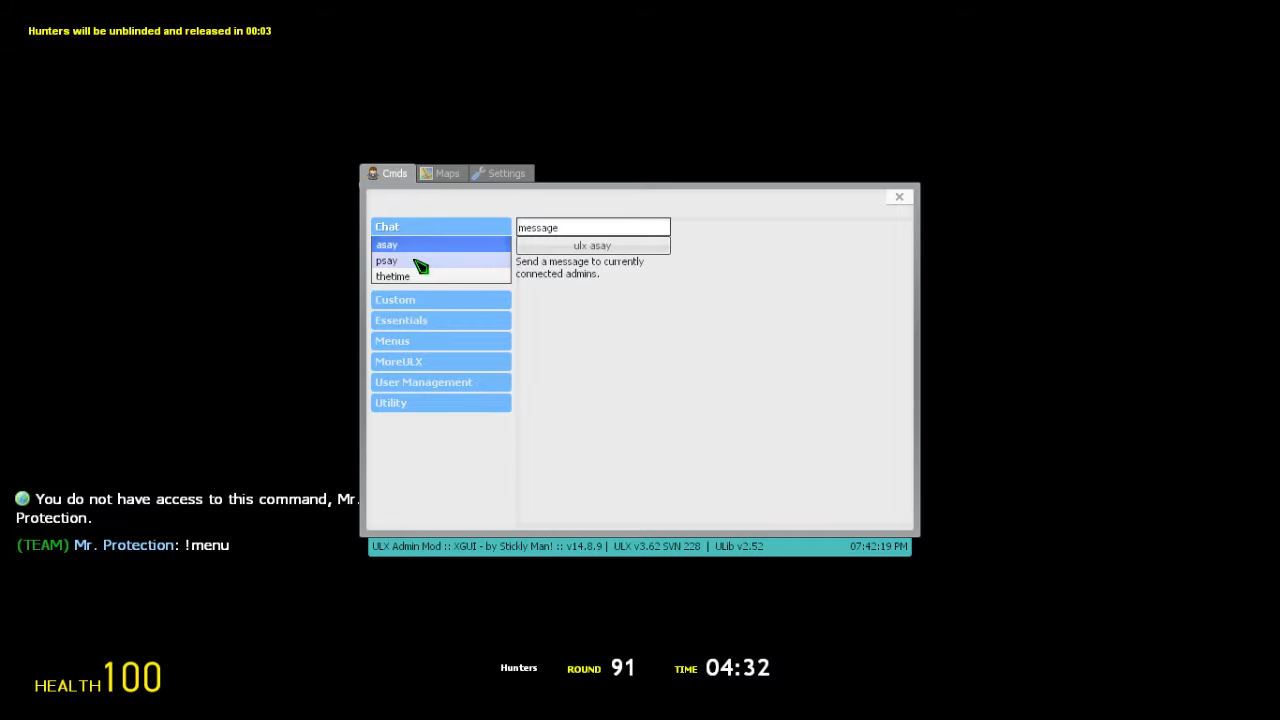 Hunters will be unblinded and released in 00:03
Cmds
Maps
Settings
Chat
asay
psay
thetime
Custom
Essentials
Menus
MoreULX
User Management
Utility
message
ulx asay
Send a message to currently
connected admins.
You do not have access to this command, Mr.
Protection.
(TEAM) Mr. Protection: !menu
ULX Admin Mod :: XGUI - by Stickly Man! :: v14.8.9 | ULX v3.62 SVN 228 | ULib v2.52
07:42:19 PM
HEALTH 100
Hunters ROUND 91 TIME 04:32